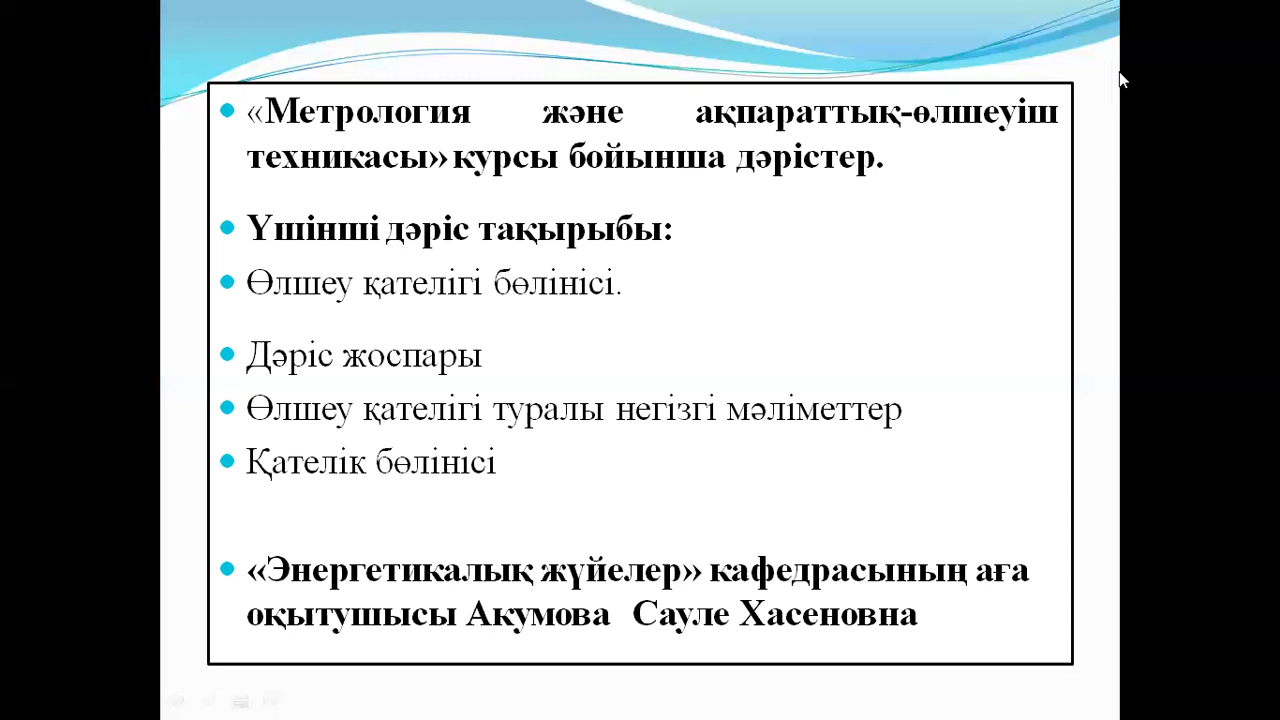 «Метрология және ақпараттық-өлшеуіш
техникасы» курсы бойынша дәрістер.
Үшінші дәріс тақырыбы:
Өлшеу қателігі бөлінісі.
Дәріс жоспары
Өлшеу қателігі туралы негізгі мәліметтер
Қателік бөлінісі
«Энергетикалық жүйелер» кафедрасының аға
оқытушысы Акумова Сауле Хасеновна